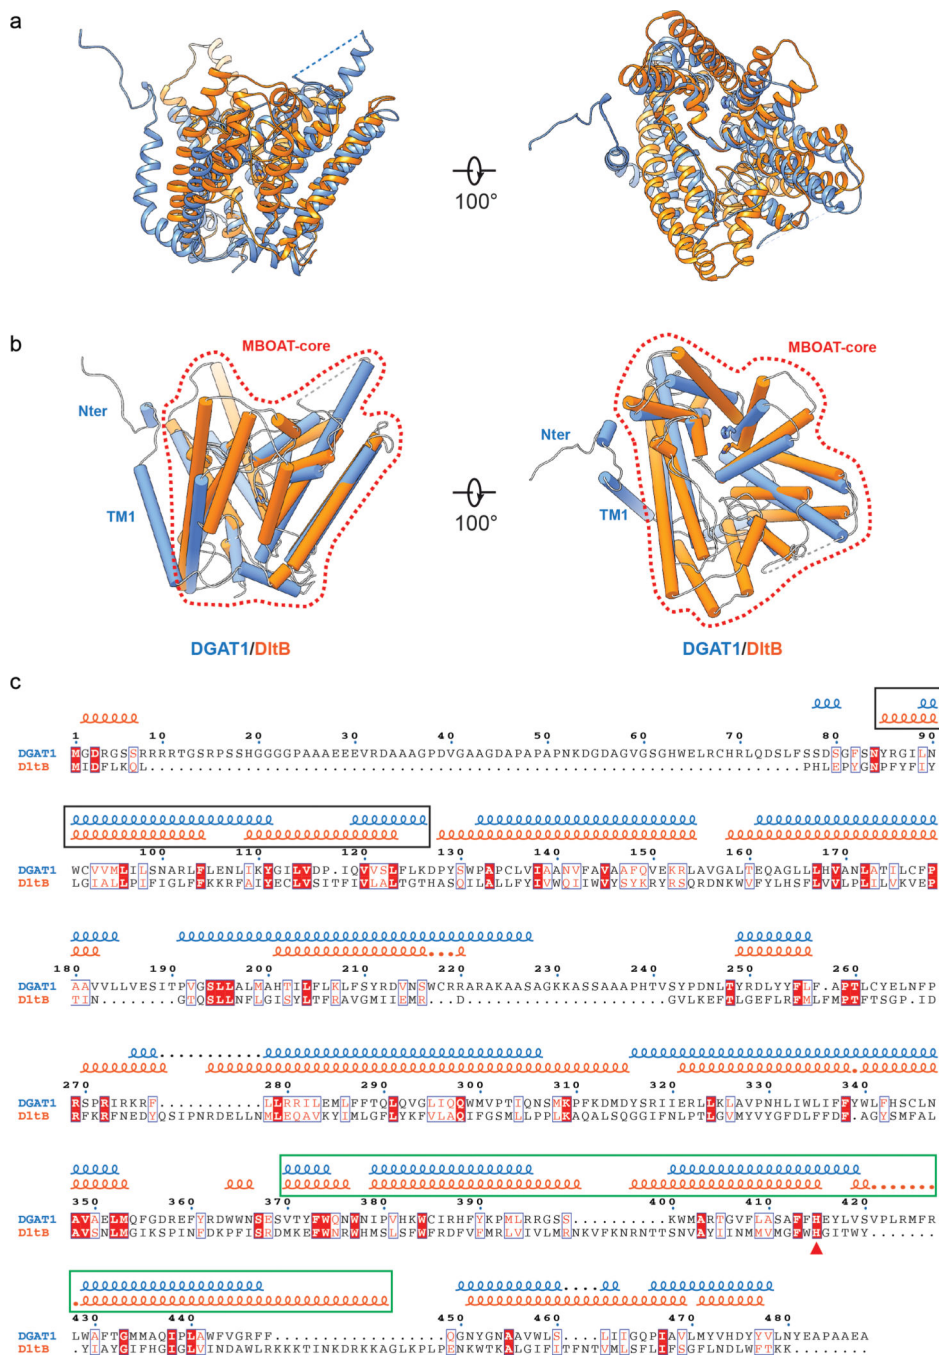 a
100°
b
MBOAT-core
Nter
TM1
100°
MBOAT-core
Nter
TM1
DGAT1/DltB
DGAT1/DltB
c
1 10 20 30 40 50 60 70 80 90
DGAT1 MGDRGSSRRRRTGSRPSSHGGGGPAAAEEEVRDAAAGPDVGAAGDAPAPAPNKDGDAGVGSGHWELRCHRLQDSLFSSDSGFSNYRGILN
DltB MIDFLKQL....................................................................PHLEPYGNPFYFIY
100 110 120 130 140 150 160 170
DGAT1 WCVVMLILSNARLFLENLIKYGILVDP.IQVVSLFLKDPYSWPAPCLVIAANVFAVAAFQVEKRLAVGALTEQAGLLLHVANLATILCFP
DltB LGIALLPIFIGLFFKKRFAIYECLVSITFIVLALTGTHASQILALLFYIVWQIIWVYSYKRYRSQRDNKWVFYLHSFLVVLPLILVKVEP
180 190 200 210 220 230 240 250 260
DGAT1 AAVVLLVESITPVGSLLALMAHTILFLKLFSYRDVNSWCRRARAKAASAGKKASSAAAPHTVSYPDNLTYRDLYYFLF.APTLCYELNFP
DltB TIN........GTQSLLNFLGISYLTFRAVGMIIEMR..D......................GVLKEFTLGEFLRFMLFMPTFTSGP.ID
270 280 290 300 310 320 330 340
DGAT1 RSPRIRKRF...........LLRRILEMLFFTQLQVGLIQQWMVPTIQNSMKPFKDMDYSRIIERLLKLAVPNHLIWLIFFYWLFHSCLN
DltB RFKRFNEDYQSIPNRDELLNMLEQAVKYIMLGFLYKFVLAQIFGSMLLPPLKAQALSQGGIFNLPTLGVMYVYGFDLFFDF.AGYSMFAL
350 360 370 380 390 400 410 420
DGAT1 AVAELMQFGDREFYRDWWNSESVTYFWQNWNIPVHKWCIRHFYKPMLRRGSS..........KWMARTGVFLASAFFHEYLVSVPLRMFR
DltB AVSNLMGIKSPINFDKPFISRDMKEFWNRWHMSLSFWFRDFVFMRLVIVLMRNKVFKNRNTTSNVAYIINMMVMGFWHGITWY.......
430 440 450 460 470 480
DGAT1 LWAFTGMMAQIPLAWFVGRFF..................QGNYGNAAVWLS....LIIGQPIAVLMYVHDYYVLNYEAPAAEA
DltB .YIAYGIFHGIGLVINDAWLRKKKTINKDRKKAGLKPLPENKWTKALGIFITFNTVMLSFLIFSGFLNDLWFTKK........